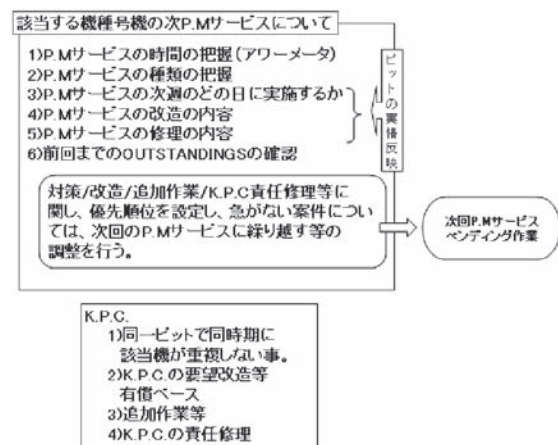 該当する機種号機の次P.Mサービスについて
1)P.Mサービスの時間の把握(アワーメータ)
2)P.Mサービスの種類の把握
3)P.Mサービスの次週のどの日に実施するか
4)P.Mサービスの改造の内容
5)P.Mサービスの修理の内容
6)前回までのOUTSTANDINGSの確認
ピットの実情反映
対策/改造/追加作業/K.P.C責任修理等に
関し、優先順位を設定し、急がない案件につい
ては、次回のP.Mサービスに繰り越す等の
調整を行う。
次回P.Mサービス
ペンディング作業
K.P.C.
1)同一ピットで同時期に
該当機が重複しない事。
2)K.P.C.の要望改造等
有償ベース
3)追加作業等
4)K.P.C.の責任修理